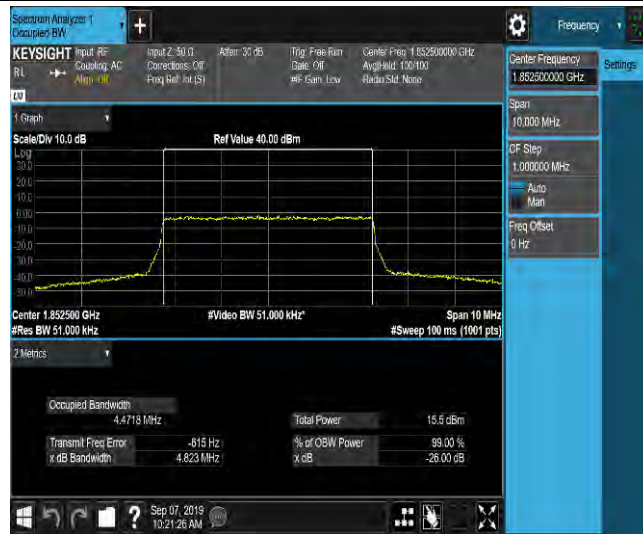 Spectrum Analyzer 1
Occupied BW
Frequency
KEYSIGHT
Input: RF
Input Z: 50 Ω
Atten: 30 dB
Trig: Free Run
Center Freq: 1.852500000 GHz
RL
Coupling: AC
Corrections: Off
Gate: Off
Avg|Hold: 100/100
Align: Off
Freq Ref: Int (S)
#IF Gain: Low
Radio Std: None
LXI
Center Frequency
1.852500000 GHz
Settings
Span
10.000 MHz
CF Step
1.000000 MHz
Auto
Man
Freq Offset
0 Hz
1 Graph
Scale/Div 10.0 dB
Ref Value 40.00 dBm
Log
30.0
20.0
10.0
0.00
-10.0
-20.0
-30.0
-40.0
-50.0
Center 1.852500 GHz
#Video BW 51.000 kHz*
Span 10 MHz
#Res BW 51.000 kHz
#Sweep 100 ms (1001 pts)
2 Metrics
Occupied Bandwidth
4.4718 MHz
Total Power
15.5 dBm
Transmit Freq Error
-615 Hz
% of OBW Power
99.00 %
x dB Bandwidth
4.823 MHz
x dB
-26.00 dB
Sep 07, 2019
10:21:26 AM